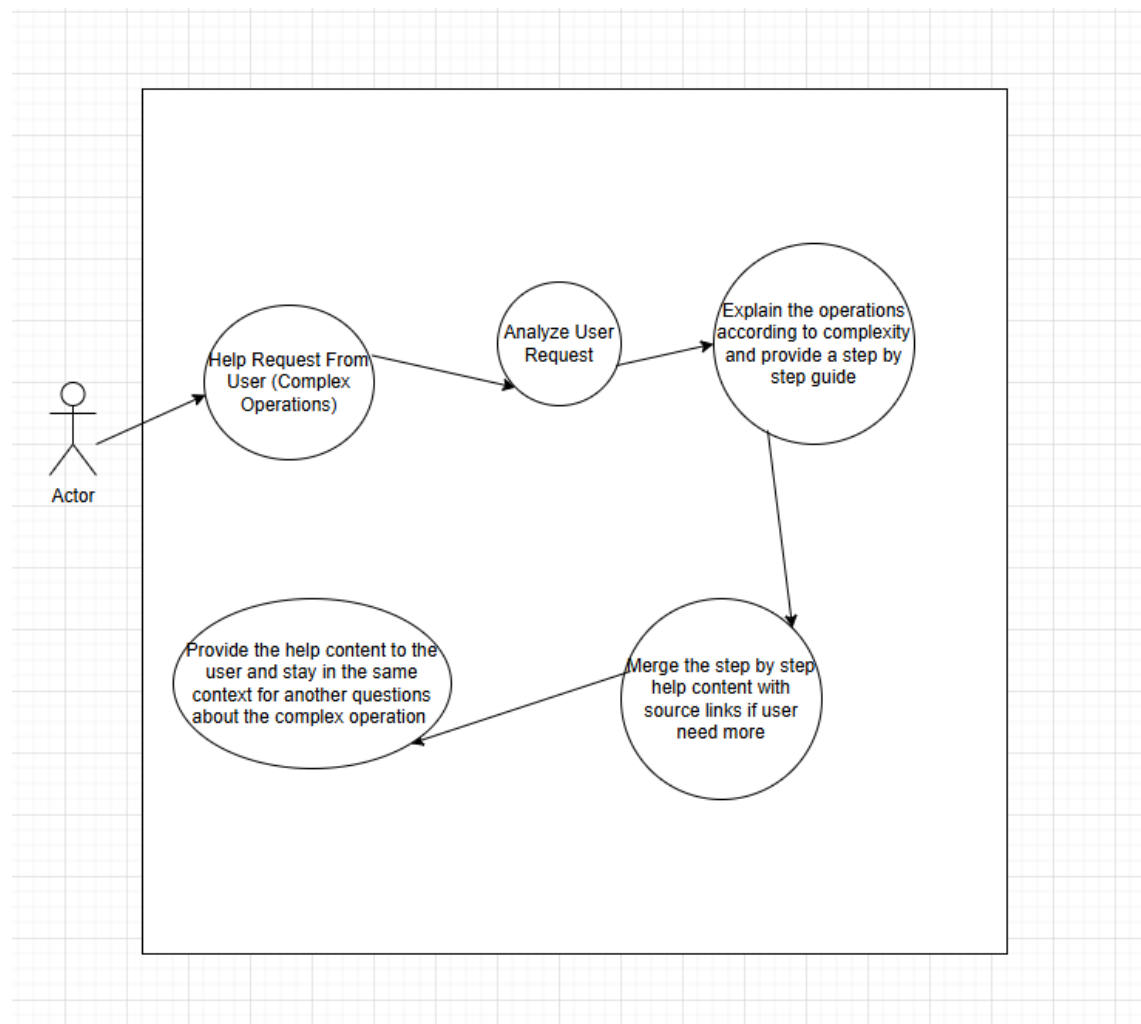 Help Request From
User (Complex
Operations)
Analyze User
Request
Explain the operations
according to complexity
and provide a step by
step guide
Actor
Provide the help content to the
user and stay in the same
context for another questions
about the complex operation
Merge the step by step
help content with
source links if user
need more